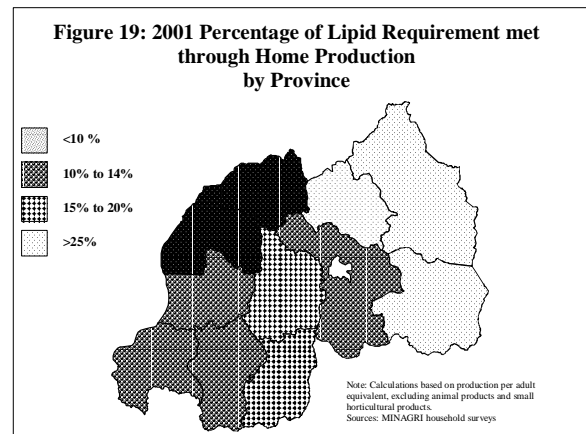 Figure 19: 2001 Percentage of Lipid Requirement met
through Home Production
by Province
<10 %
10% to 14%
15% to 20%
>25%
Note: Calculations based on production per adult
equivalent, excluding animal products and small
horticultural products.
Sources: MINAGRI household surveys